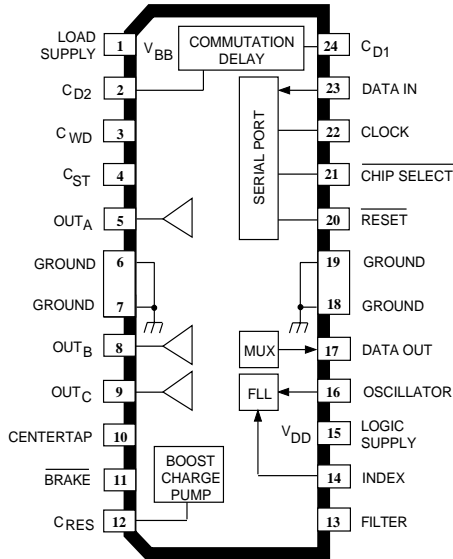 LOAD
SUPPLY
1
V BB
COMMUTATION
DELAY
24
C D1
C D2
2
23
DATA IN
C WD
3
SERIAL PORT
22
CLOCK
C ST
4
21
CHIP SELECT
OUT A
5
20
RESET
GROUND
6
19
GROUND
GROUND
7
18
GROUND
OUT B
8
MUX
17
DATA OUT
OUT C
9
FLL
16
OSCILLATOR
CENTERTAP
10
V DD
15
LOGIC
SUPPLY
BRAKE
11
BOOST
CHARGE
PUMP
14
INDEX
C RES
12
13
FILTER